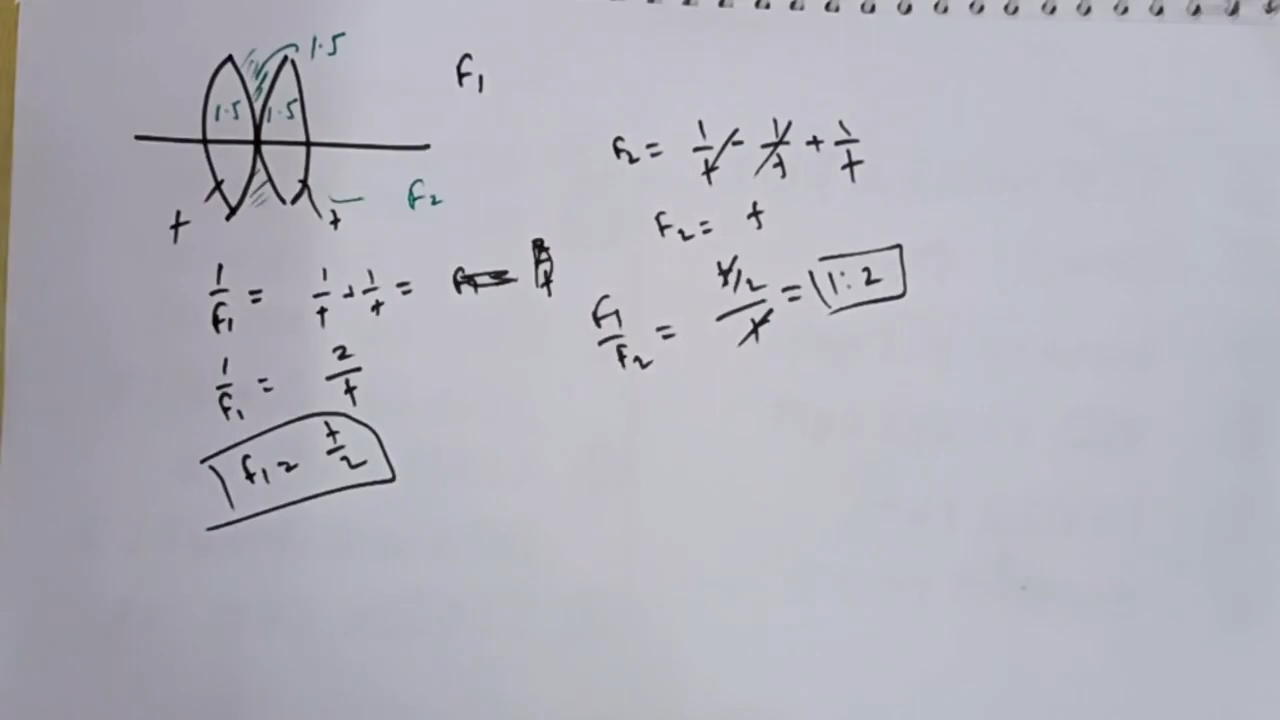 1.5
F₁
1.5 1.5
f f F₂
1/F₁ = 1/f + 1/f =
1/F₁ = 2/f
f₁ = f/2
F₂ = 1/f - 1/f + 1/f
F₂ = f
F₁/F₂ = f/2/f = 1:2